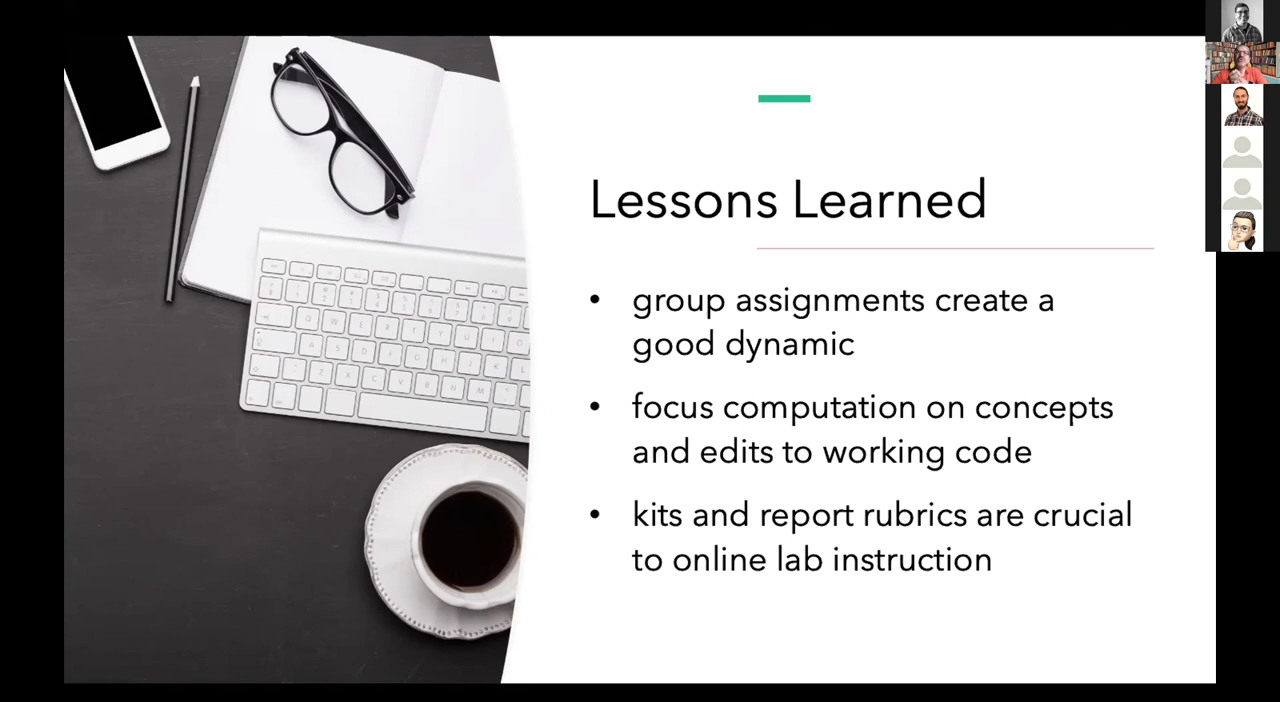 Lessons Learned
• group assignments create a
good dynamic
• focus computation on concepts
and edits to working code
• kits and report rubrics are crucial
to online lab instruction